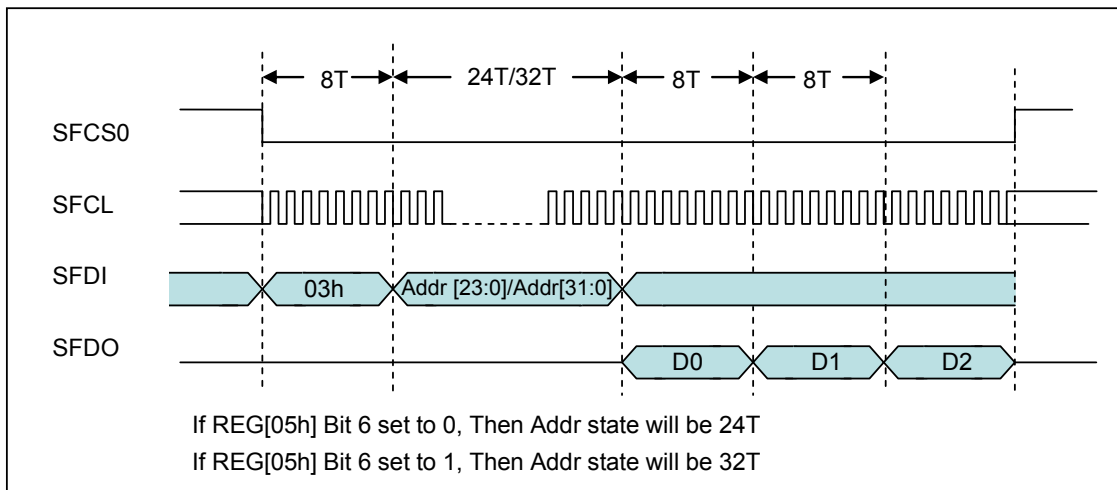 8T 24T/32T 8T 8T
SFCS0
SFCL
SFDI 03h Addr [23:0]/Addr[31:0]
SFDO D0 D1 D2
If REG[05h] Bit 6 set to 0, Then Addr state will be 24T
If REG[05h] Bit 6 set to 1, Then Addr state will be 32T